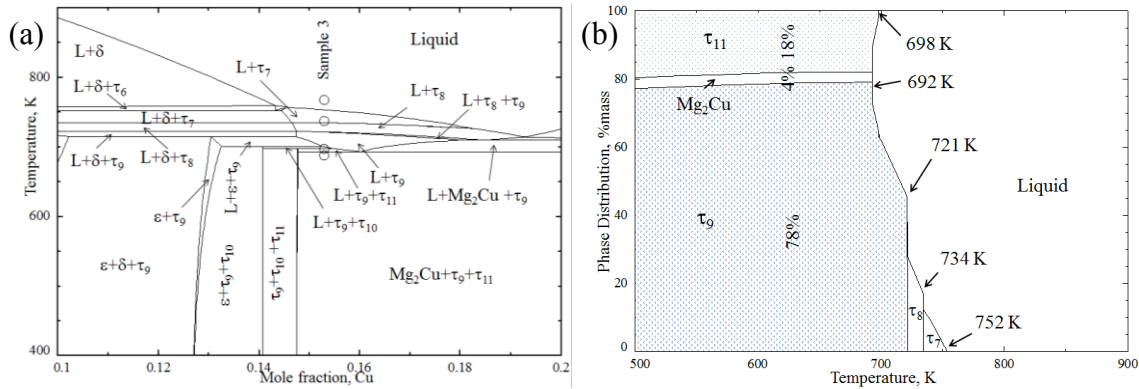 (a)
Temperature, K
800
600
400
0.1
0.12
0.14
0.16
0.18
0.2
Mole fraction, Cu
Sample 3
Liquid
L+δ
L+τ7
L+δ+τ6
L+τ8
L+τ8 +τ9
L+δ+τ7
L+δ+τ9
L+δ+τ8
ε+τ9
L+ε+τ9
L+τ9+τ11
L+τ9
L+Mg2Cu +τ9
L+τ9+τ10
ε+δ+τ9
ε+τ9+τ10
τ9+τ10+τ11
Mg2Cu+τ9+τ11
(b)
Phase Distribution, %mass
100
80
60
40
20
0
500
600
700
800
900
Temperature, K
τ11
4% 18%
Mg2Cu
698 K
692 K
721 K
Liquid
τ9
78%
734 K
τ8
752 K
τ7